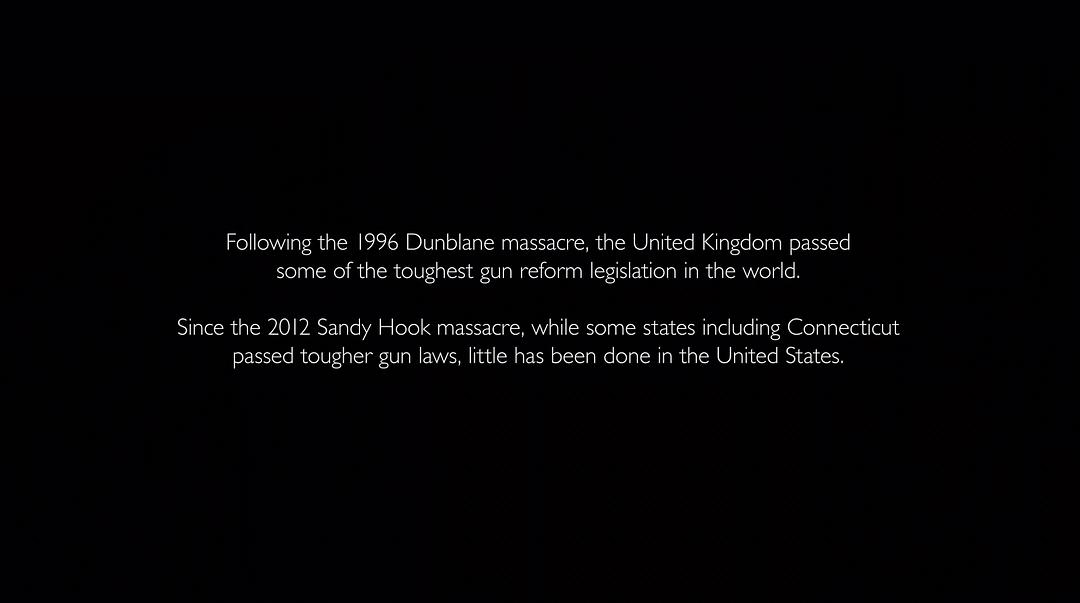 Following the 1996 Dunblane massacre, the United Kingdom passed
some of the toughest gun reform legislation in the world.
Since the 2012 Sandy Hook massacre, while some states including Connecticut
passed tougher gun laws, little has been done in the United States.